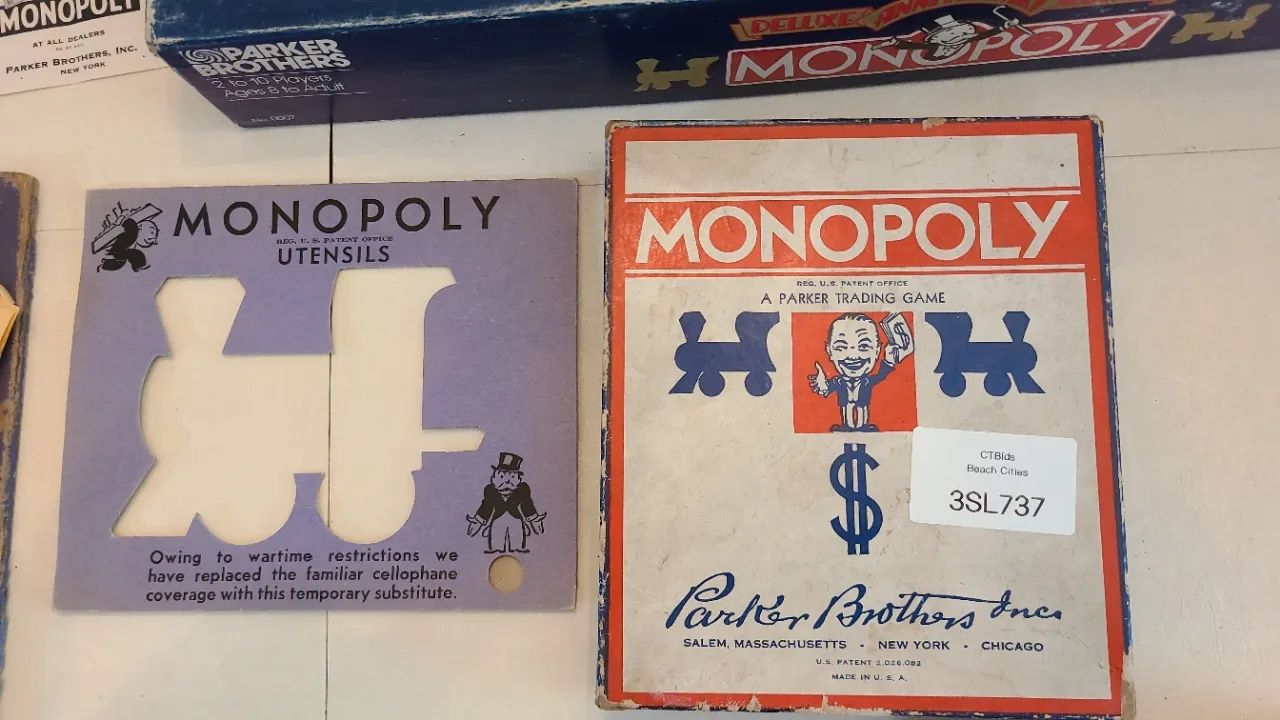 MONOPOLY
AT ALL DEALERS
PARKER BROTHERS, INC.
NEW YORK
PARKER
BROTHERS
2 to 10 Players
Ages 8 to Adult
No. 0007
DELUXE ANNIVERSARY
MONOPOLY
MONOPOLY
REG. U. S. PATENT OFFICE
UTENSILS
Owing to wartime restrictions we
have replaced the familiar cellophane
coverage with this temporary substitute.
MONOPOLY
REG. U.S. PATENT OFFICE
A PARKER TRADING GAME
$
$
CTBids
Beach Cities
3SL737
Parker Brothers Inc.
SALEM, MASSACHUSETTS - NEW YORK - CHICAGO
U.S. PATENT 2,026,082
MADE IN U. S. A.